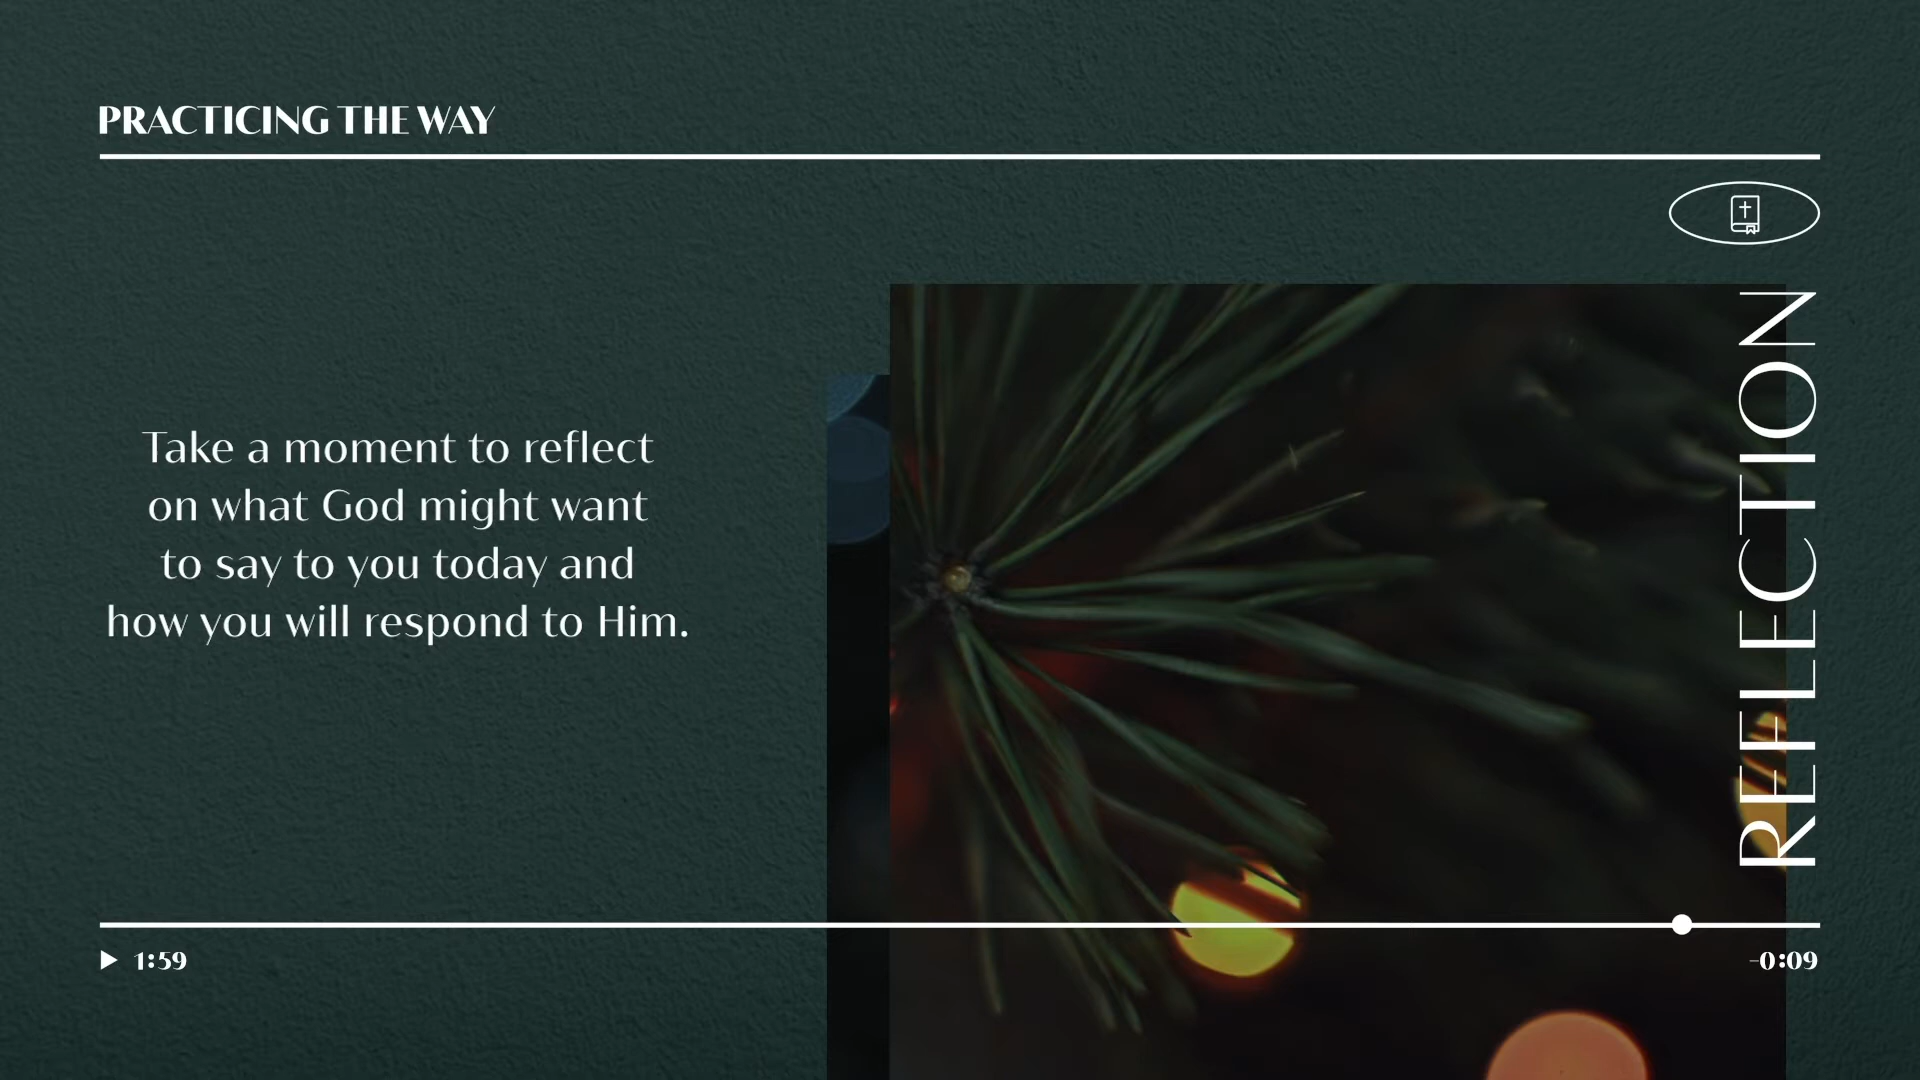 PRACTICING THE WAY
Take a moment to reflect
on what God might want
to say to you today and
how you will respond to Him.
REFLECTION
1:59
-0:09